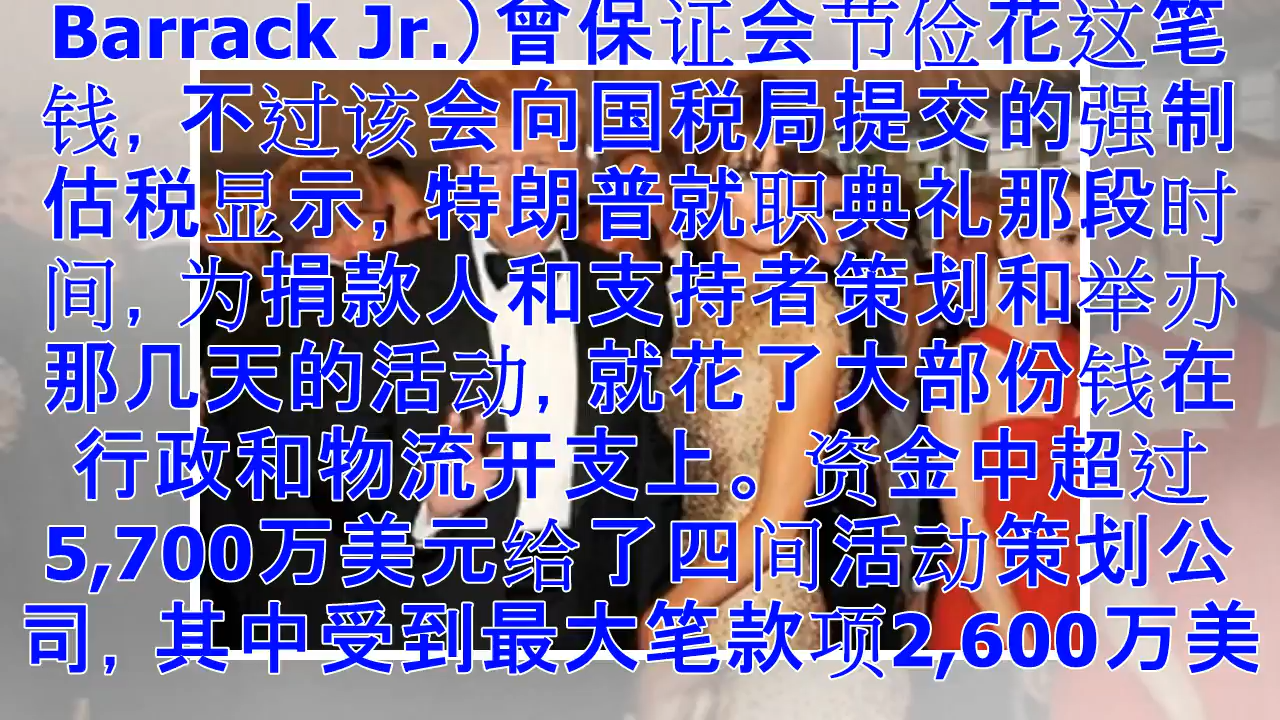 Barrack Jr.）曾保证会节俭花这笔
钱，不过该会向国税局提交的强制
估税显示，特朗普就职典礼那段时
间，为捐款人和支持者策划和举办
那几天的活动，就花了大部份钱在
行政和物流开支上。资金中超过
5,700万美元给了四间活动策划公
司，其中受到最大笔款项2,600万美